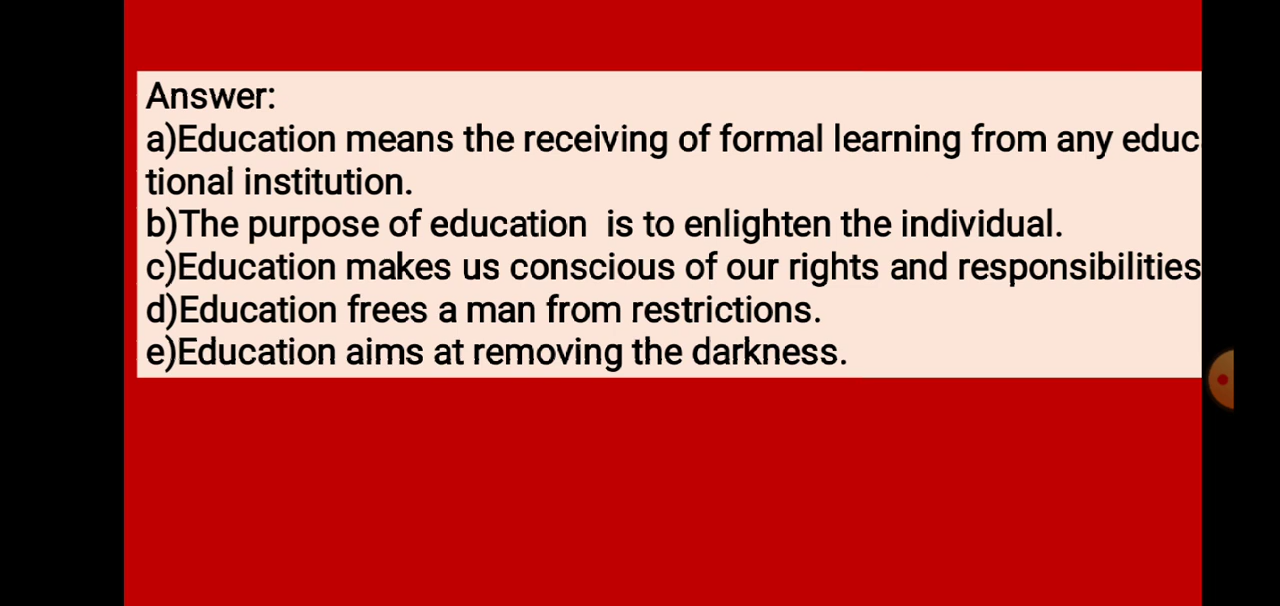 Answer:
a)Education means the receiving of formal learning from any educ
tional institution.
b)The purpose of education  is to enlighten the individual.
c)Education makes us conscious of our rights and responsibilities
d)Education frees a man from restrictions.
e)Education aims at removing the darkness.